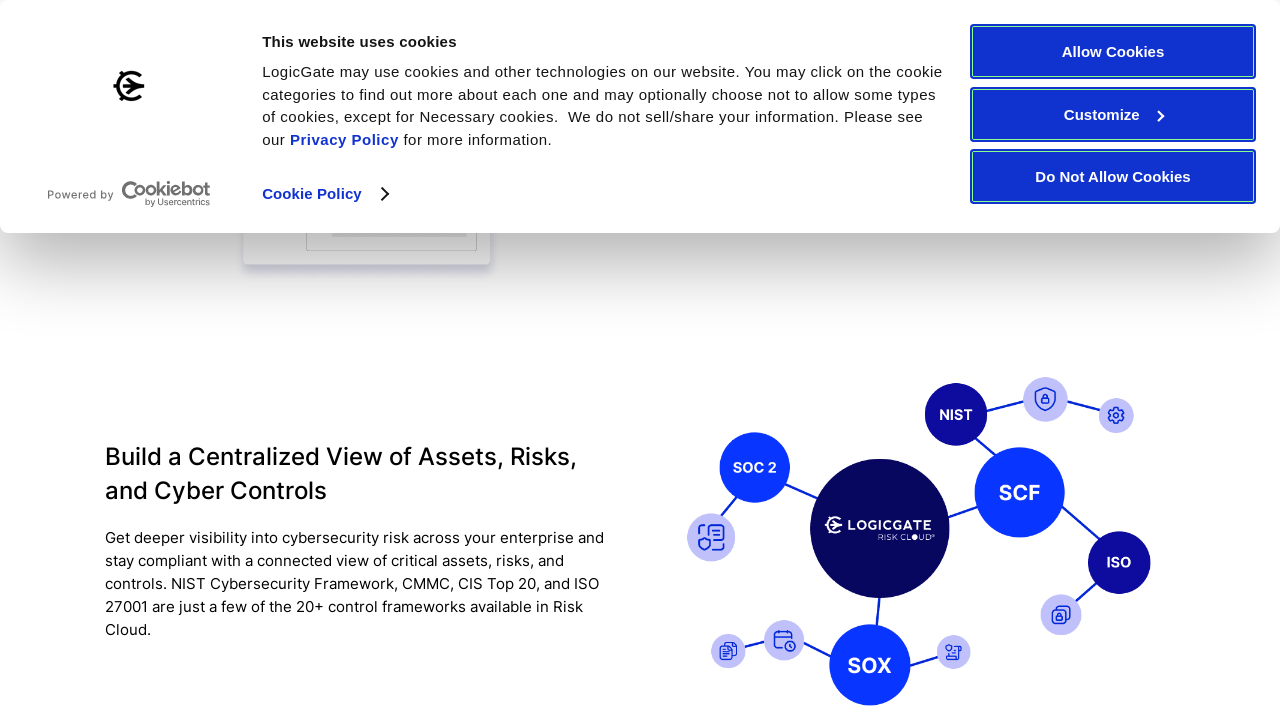 This website uses cookies
LogicGate may use cookies and other technologies on our website. You may click on the cookie
categories to find out more about each one and may optionally choose not to allow some types
of cookies, except for Necessary cookies.  We do not sell/share your information. Please see
our Privacy Policy for more information.
Cookie Policy
Powered by Cookiebot
by Usercentrics
Allow Cookies
Customize
Do Not Allow Cookies
Build a Centralized View of Assets, Risks,
and Cyber Controls
Get deeper visibility into cybersecurity risk across your enterprise and
stay compliant with a connected view of critical assets, risks, and
controls. NIST Cybersecurity Framework, CMMC, CIS Top 20, and ISO
27001 are just a few of the 20+ control frameworks available in Risk
Cloud.
NIST
SOC 2
SCF
LOGICGATE
RISK CLOUD®
ISO
SOX